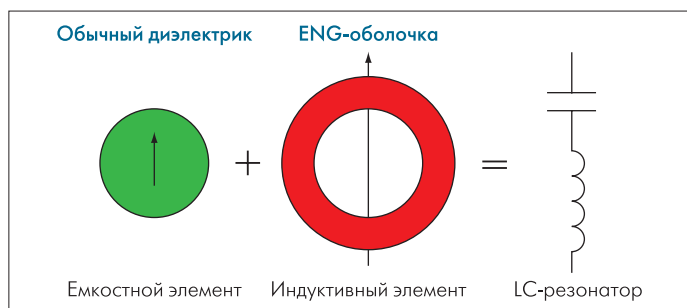 Обычный диэлектрик
ENG-оболочка
+
=
Емкостной элемент
Индуктивный элемент
LC-резонатор